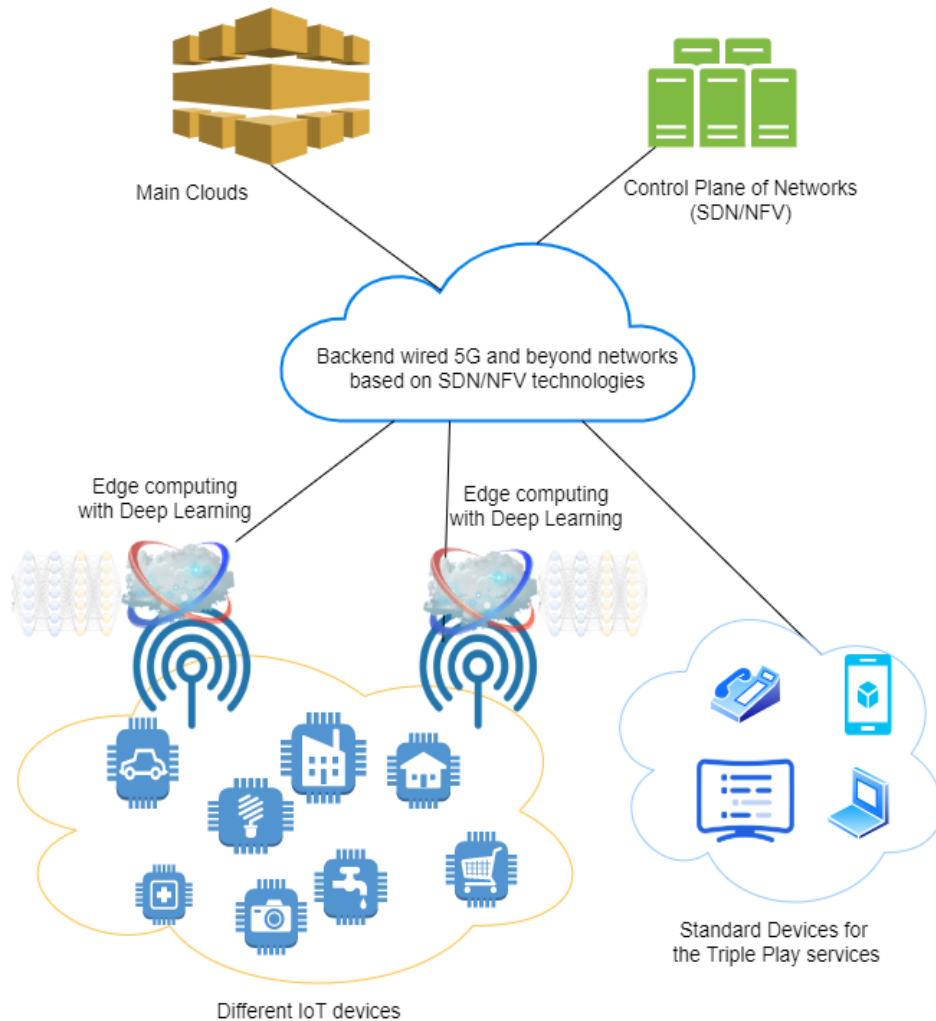 Main Clouds
Control Plane of Networks
(SDN/NFV)
Backend wired 5G and beyond networks
based on SDN/NFV technologies
Edge computing
with Deep Learning
Edge computing
with Deep Learning
Standard Devices for
the Triple Play services
Different IoT devices